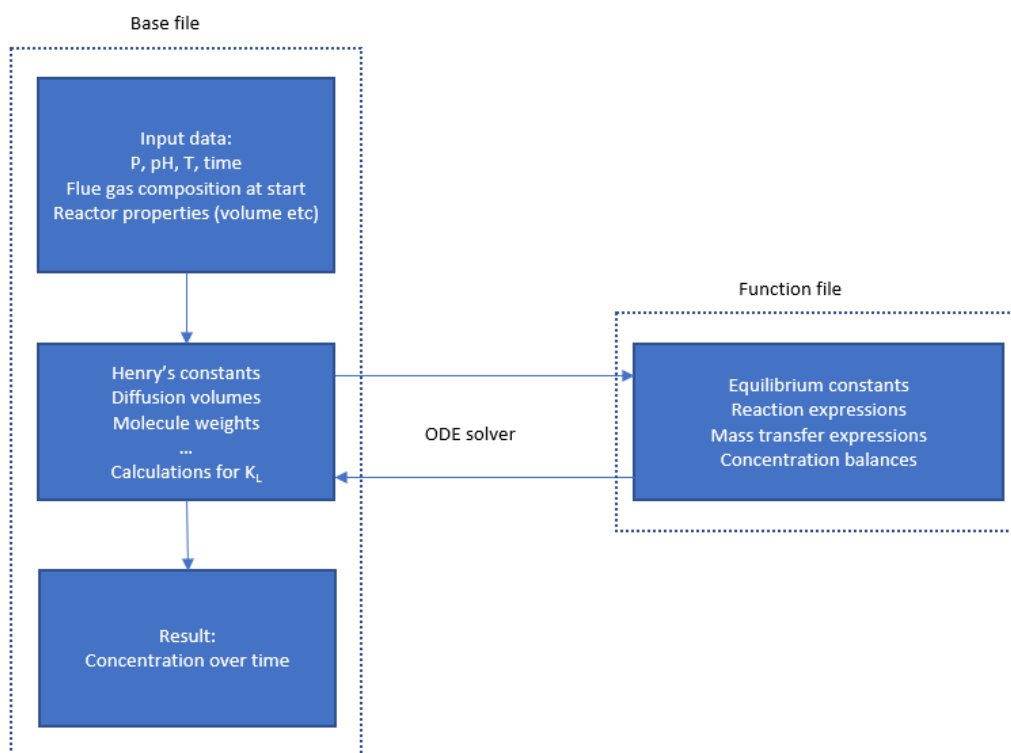 Base file
Input data:
P, pH, T, time
Flue gas composition at start
Reactor properties (volume etc)
Henry's constants
Diffusion volumes
Molecule weights
...
Calculations for KL
Result:
Concentration over time
ODE solver
Function file
Equilibrium constants
Reaction expressions
Mass transfer expressions
Concentration balances